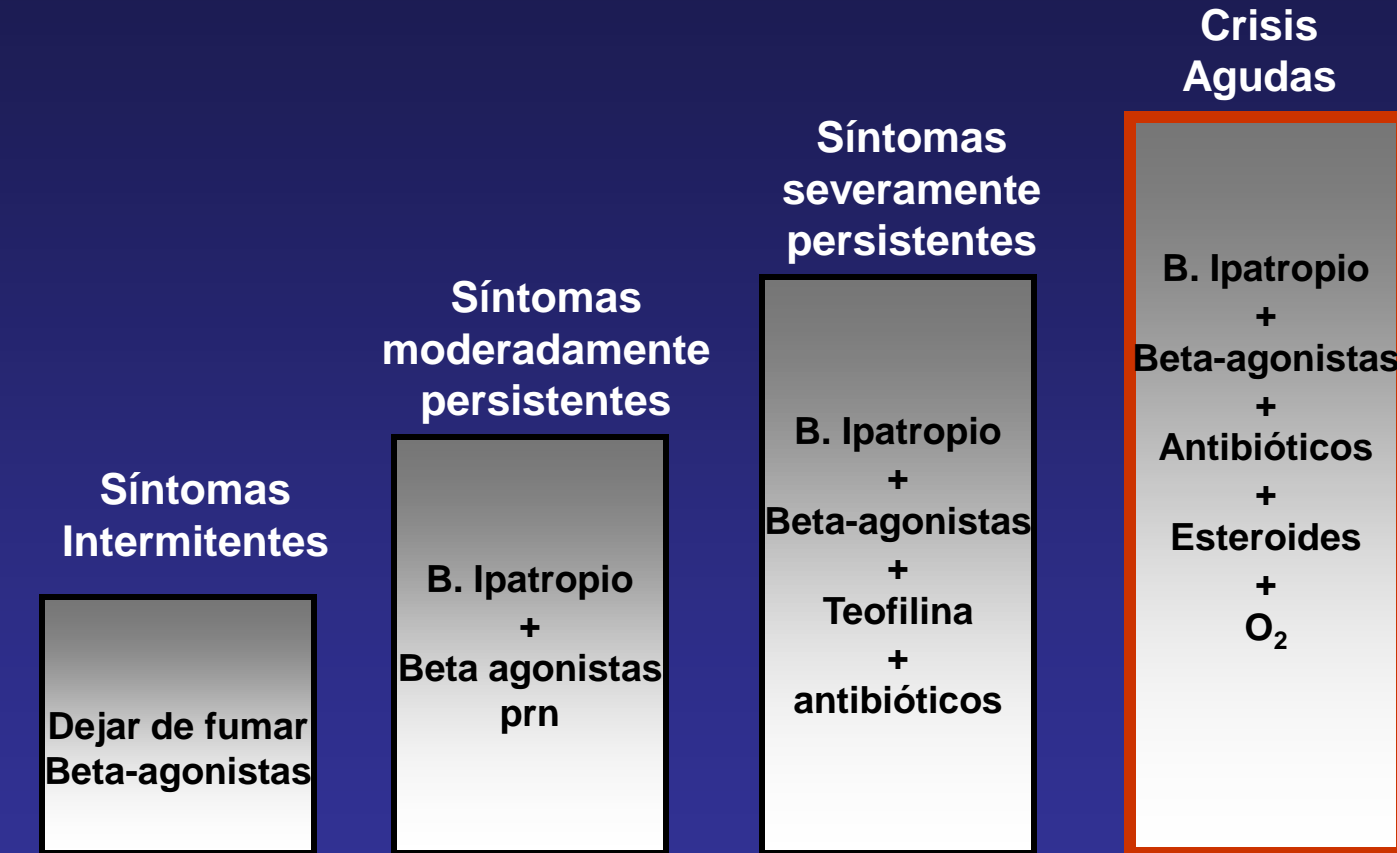 Síntomas
Intermitentes
Dejar de fumar
Beta-agonistas
Síntomas
moderadamente
persistentes
B. Ipatropio
+
Beta agonistas
prn
Síntomas
severamente
persistentes
B. Ipatropio
+
Beta-agonistas
+
Teofilina
+
antibióticos
Crisis
Agudas
B. Ipatropio
+
Beta-agonistas
+
Antibióticos
+
Esteroides
+
O₂